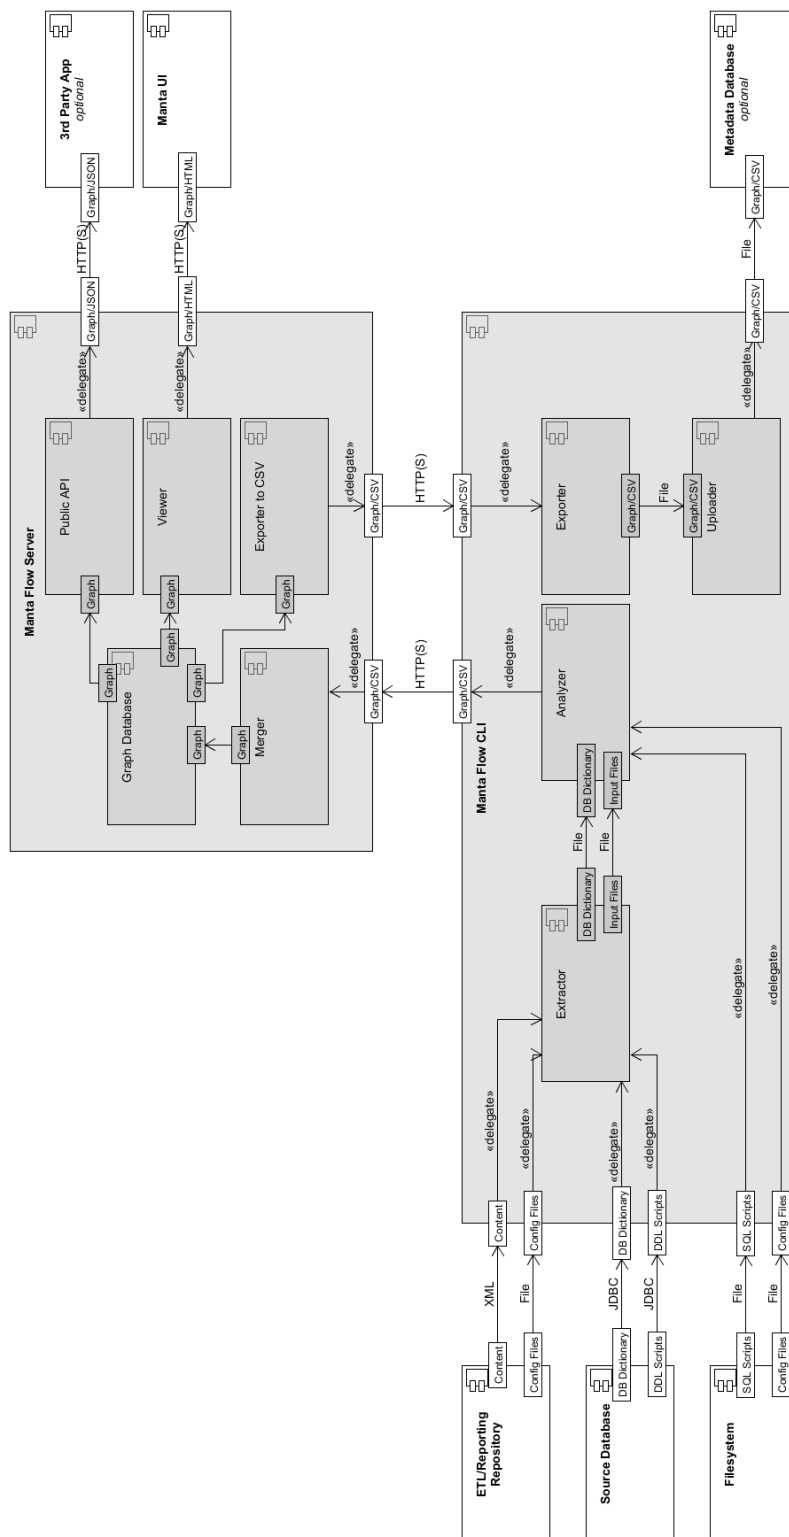 3rd Party App
optional
Manta UI
Metadata Database
optional
Graph/JSON
Graph/HTML
Graph/CSV
HTTP(S)
HTTP(S)
File
Graph/JSON
Graph/HTML
Graph/CSV
«delegate»
«delegate»
«delegate»
Manta Flow Server
Public API
Viewer
Exporter to CSV
Graph
Graph
Graph
Graph Database
Graph
Graph
Graph
Graph
Graph
Merger
«delegate»
Graph/CSV
HTTP(S)
Graph/CSV
«delegate»
Exporter
Graph/CSV
File
Graph/CSV
Uploader
«delegate»
Graph/CSV
HTTP(S)
Graph/CSV
«delegate»
Manta Flow CLI
Analyzer
DB Dictionary
Input Files
File
File
DB Dictionary
Input Files
Extractor
«delegate»
«delegate»
«delegate»
«delegate»
«delegate»
«delegate»
Content
Config Files
DB Dictionary
DDL Scripts
SQL Scripts
Config Files
XML
File
JDBC
JDBC
File
File
Content
Config Files
DB Dictionary
DDL Scripts
SQL Scripts
Config Files
ETL/Reporting
Repository
Source Database
Filesystem